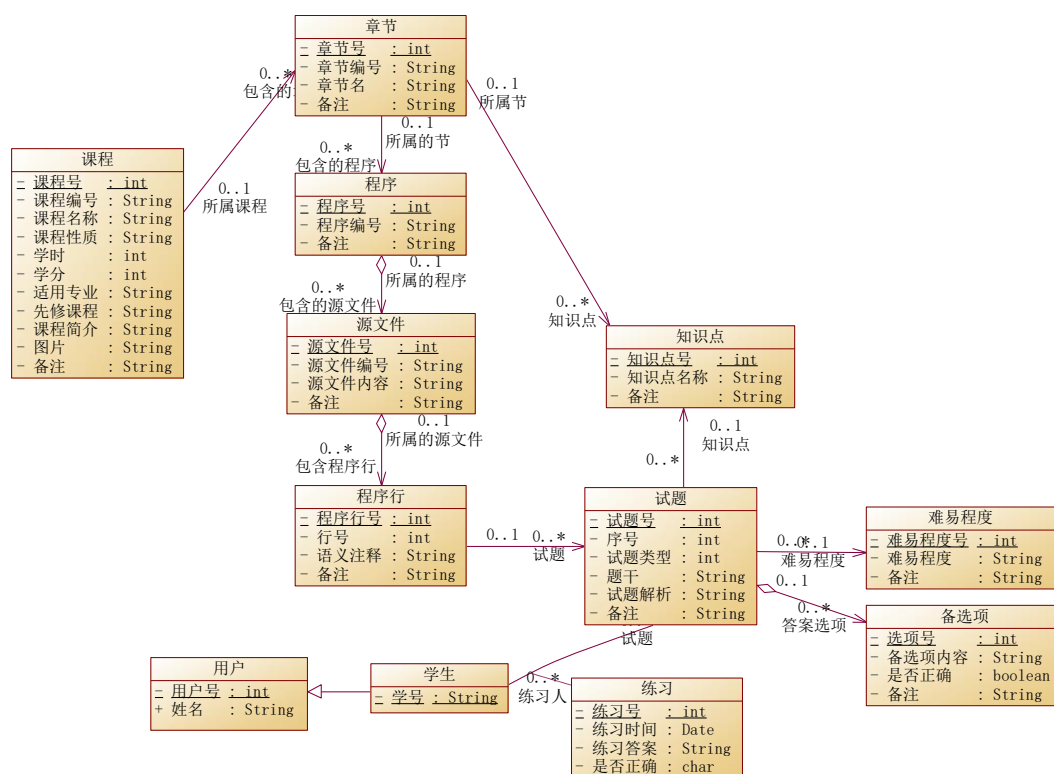 章节
- 章节号 : int
- 章节编号 : String
- 章节名 : String
- 备注 : String
0..*
包含的
0..1
所属节
0..1
所属的节
0..*
包含的程序
课程
- 课程号 : int
- 课程编号 : String
- 课程名称 : String
- 课程性质 : String
- 学时 : int
- 学分 : int
- 适用专业 : String
- 先修课程 : String
- 课程简介 : String
- 图片 : String
- 备注 : String
0..1
所属课程
程序
- 程序号 : int
- 程序编号 : String
- 备注 : String
0..1
所属的程序
0..*
包含的源文件
源文件
- 源文件号 : int
- 源文件编号 : String
- 源文件内容 : String
- 备注 : String
0..*
知识点
知识点
- 知识点号 : int
- 知识点名称 : String
- 备注 : String
0..1
所属的源文件
0..*
包含程序行
0..1
知识点
0..*
程序行
- 程序行号 : int
- 行号 : int
- 语义注释 : String
- 备注 : String
0..1
0..*
试题
试题
- 试题号 : int
- 序号 : int
- 试题类型 : int
- 题干 : String
- 试题解析 : String
- 备注 : String
0..*
0..1
难易程度
难易程度
- 难易程度号 : int
- 难易程度 : String
- 备注 : String
0..1
0..*
答案选项
备选项
- 选项号 : int
- 备选项内容 : String
- 是否正确 : boolean
- 备注 : String
试题
用户
- 用户号 : int
+ 姓名 : String
学生
- 学号 : String
0..*
练习人
练习
- 练习号 : int
- 练习时间 : Date
- 练习答案 : String
- 是否正确 : char